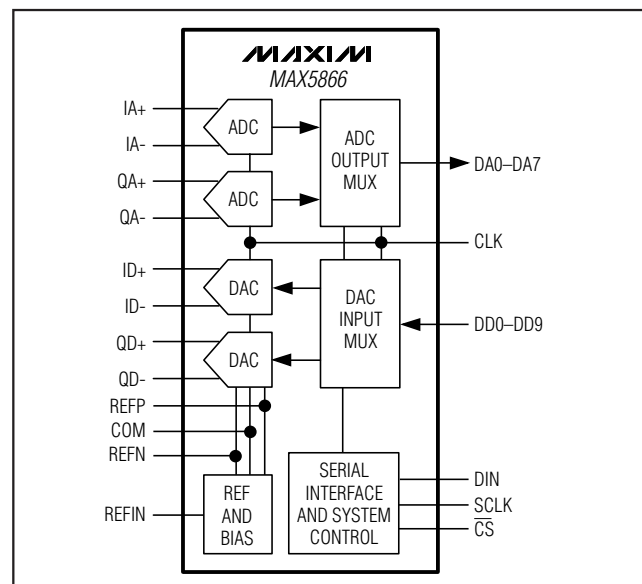 MAXIM
MAX5866
IA+
IA-
QA+
QA-
ID+
ID-
QD+
QD-
REFP
COM
REFN
REFIN
ADC
ADC
DAC
DAC
REF
AND
BIAS
ADC
OUTPUT
MUX
DAC
INPUT
MUX
SERIAL
INTERFACE
AND SYSTEM
CONTROL
DA0–DA7
CLK
DD0–DD9
DIN
SCLK
C̅S̅